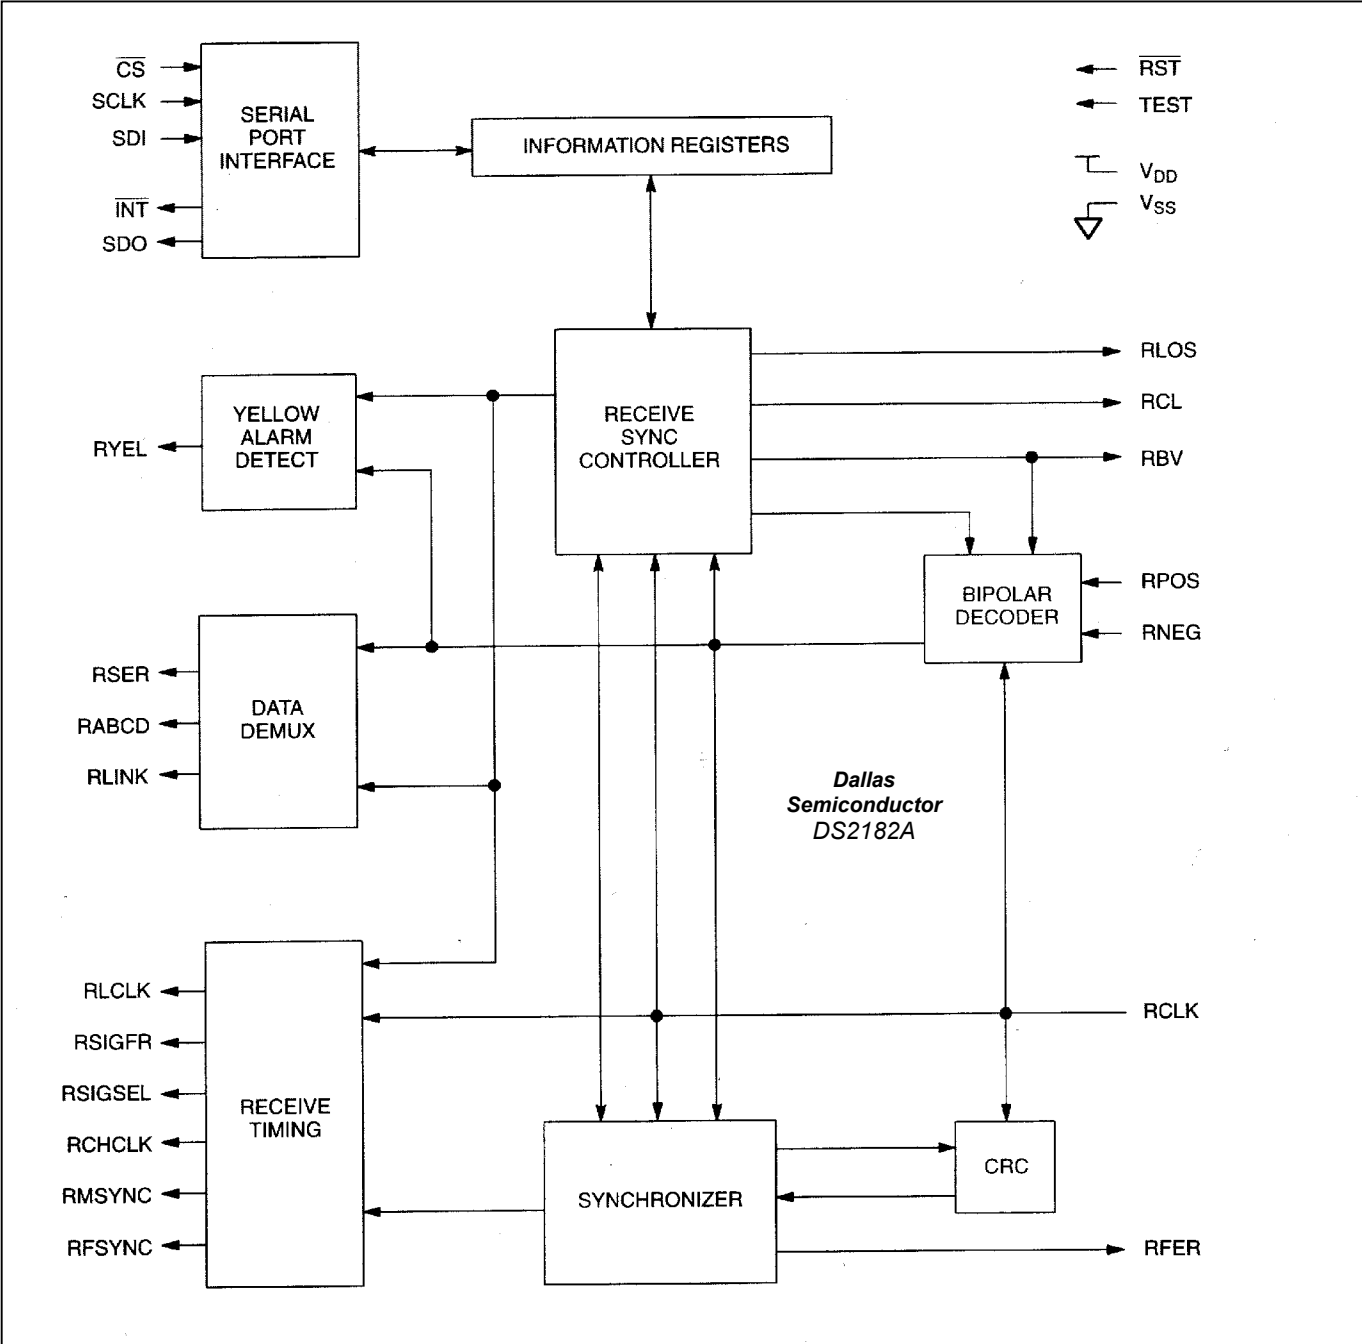 CS
SCLK
SDI
INT
SDO
SERIAL
PORT
INTERFACE
INFORMATION REGISTERS
RST
TEST
VDD
VSS
RYEL
YELLOW
ALARM
DETECT
RECEIVE
SYNC
CONTROLLER
RLOS
RCL
RBV
BIPOLAR
DECODER
RPOS
RNEG
RSER
RABCD
RLINK
DATA
DEMUX
Dallas
Semiconductor
DS2182A
RLCLK
RSIGFR
RSIGSEL
RCHCLK
RMSYNC
RFSYNC
RECEIVE
TIMING
RCLK
SYNCHRONIZER
CRC
RFER